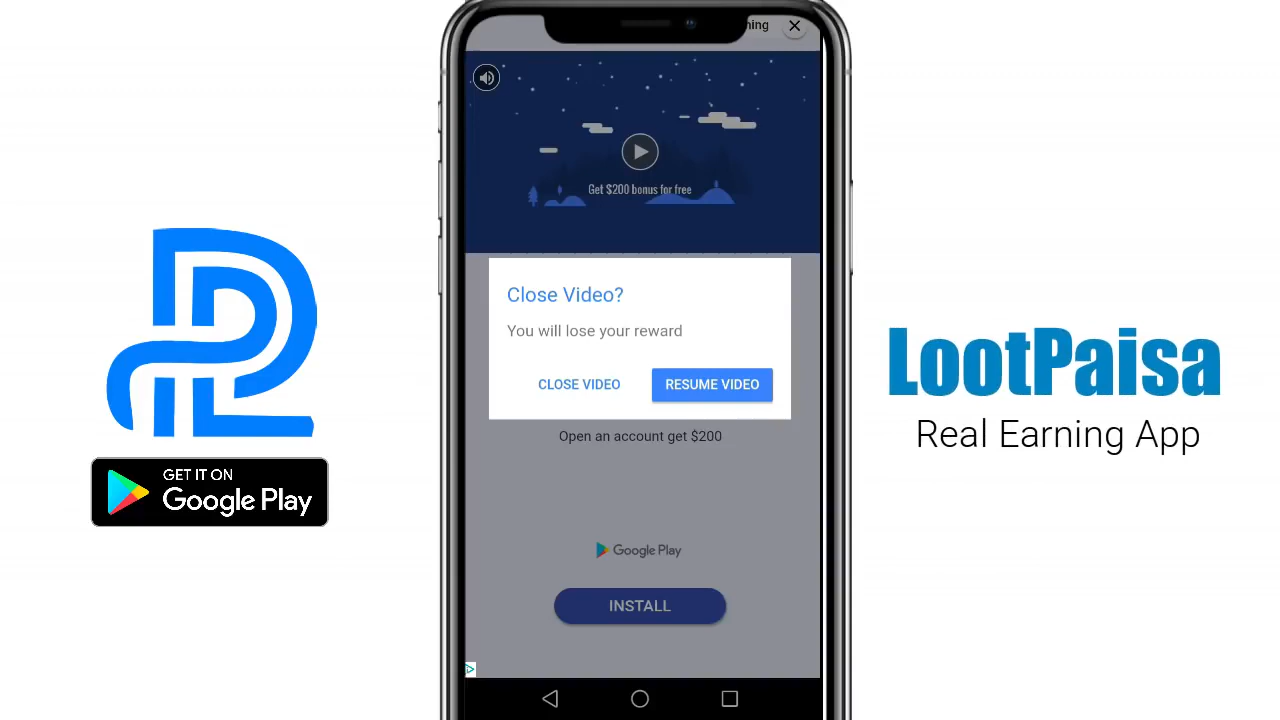 ning
Get $200 bonus for free
Close Video?
You will lose your reward
CLOSE VIDEO
RESUME VIDEO
Open an account get $200
Google Play
INSTALL
GET IT ON
Google Play
LootPaisa
Real Earning App